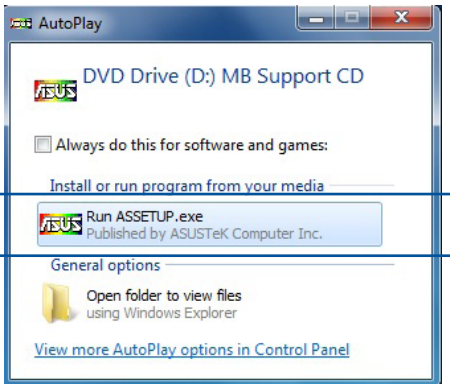 AutoPlay
DVD Drive (D:) MB Support CD
ASUS
Always do this for software and games:
Install or run program from your media
ASUS
Run ASSETUP.exe
Published by ASUSTeK Computer Inc.
General options
Open folder to view files
using Windows Explorer
View more AutoPlay options in Control Panel